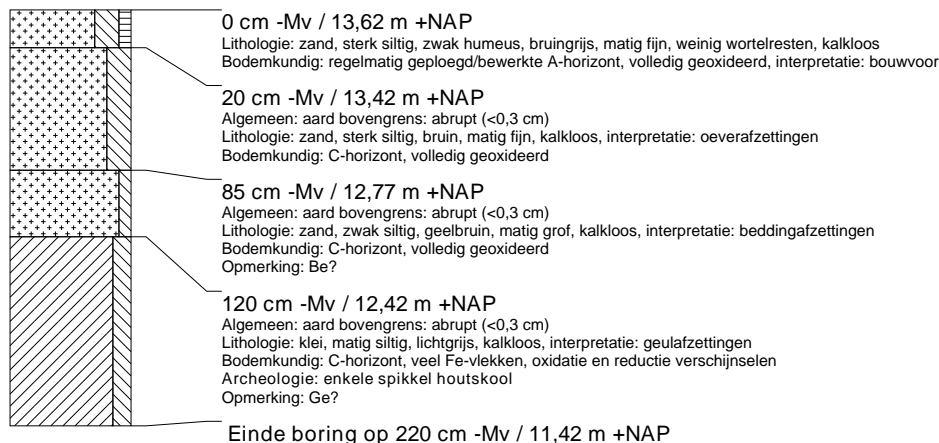 0 cm -Mv / 13,62 m +NAP
Lithologie: zand, sterk siltig, zwak humeus, bruingrijs, matig fijn, weinig wortelresten, kalkloos
Bodemkundig: regelmatig geploegd/bewerkte A-horizont, volledig geoxideerd, interpretatie: bouwvoor
20 cm -Mv / 13,42 m +NAP
Algemeen: aard bovengrens: abrupt (<0,3 cm)
Lithologie: zand, sterk siltig, bruin, matig fijn, kalkloos, interpretatie: oeverafzettingen
Bodemkundig: C-horizont, volledig geoxideerd
85 cm -Mv / 12,77 m +NAP
Algemeen: aard bovengrens: abrupt (<0,3 cm)
Lithologie: zand, zwak siltig, geelbruin, matig grof, kalkloos, interpretatie: beddingafzettingen
Bodemkundig: C-horizont, volledig geoxideerd
Opmerking: Be?
120 cm -Mv / 12,42 m +NAP
Algemeen: aard bovengrens: abrupt (<0,3 cm)
Lithologie: klei, matig siltig, lichtgrijs, kalkloos, interpretatie: geulafzettingen
Bodemkundig: C-horizont, veel Fe-vlekken, oxidatie en reductie verschijnselen
Archeologie: enkele spikkel houtskool
Opmerking: Ge?
Einde boring op 220 cm -Mv / 11,42 m +NAP